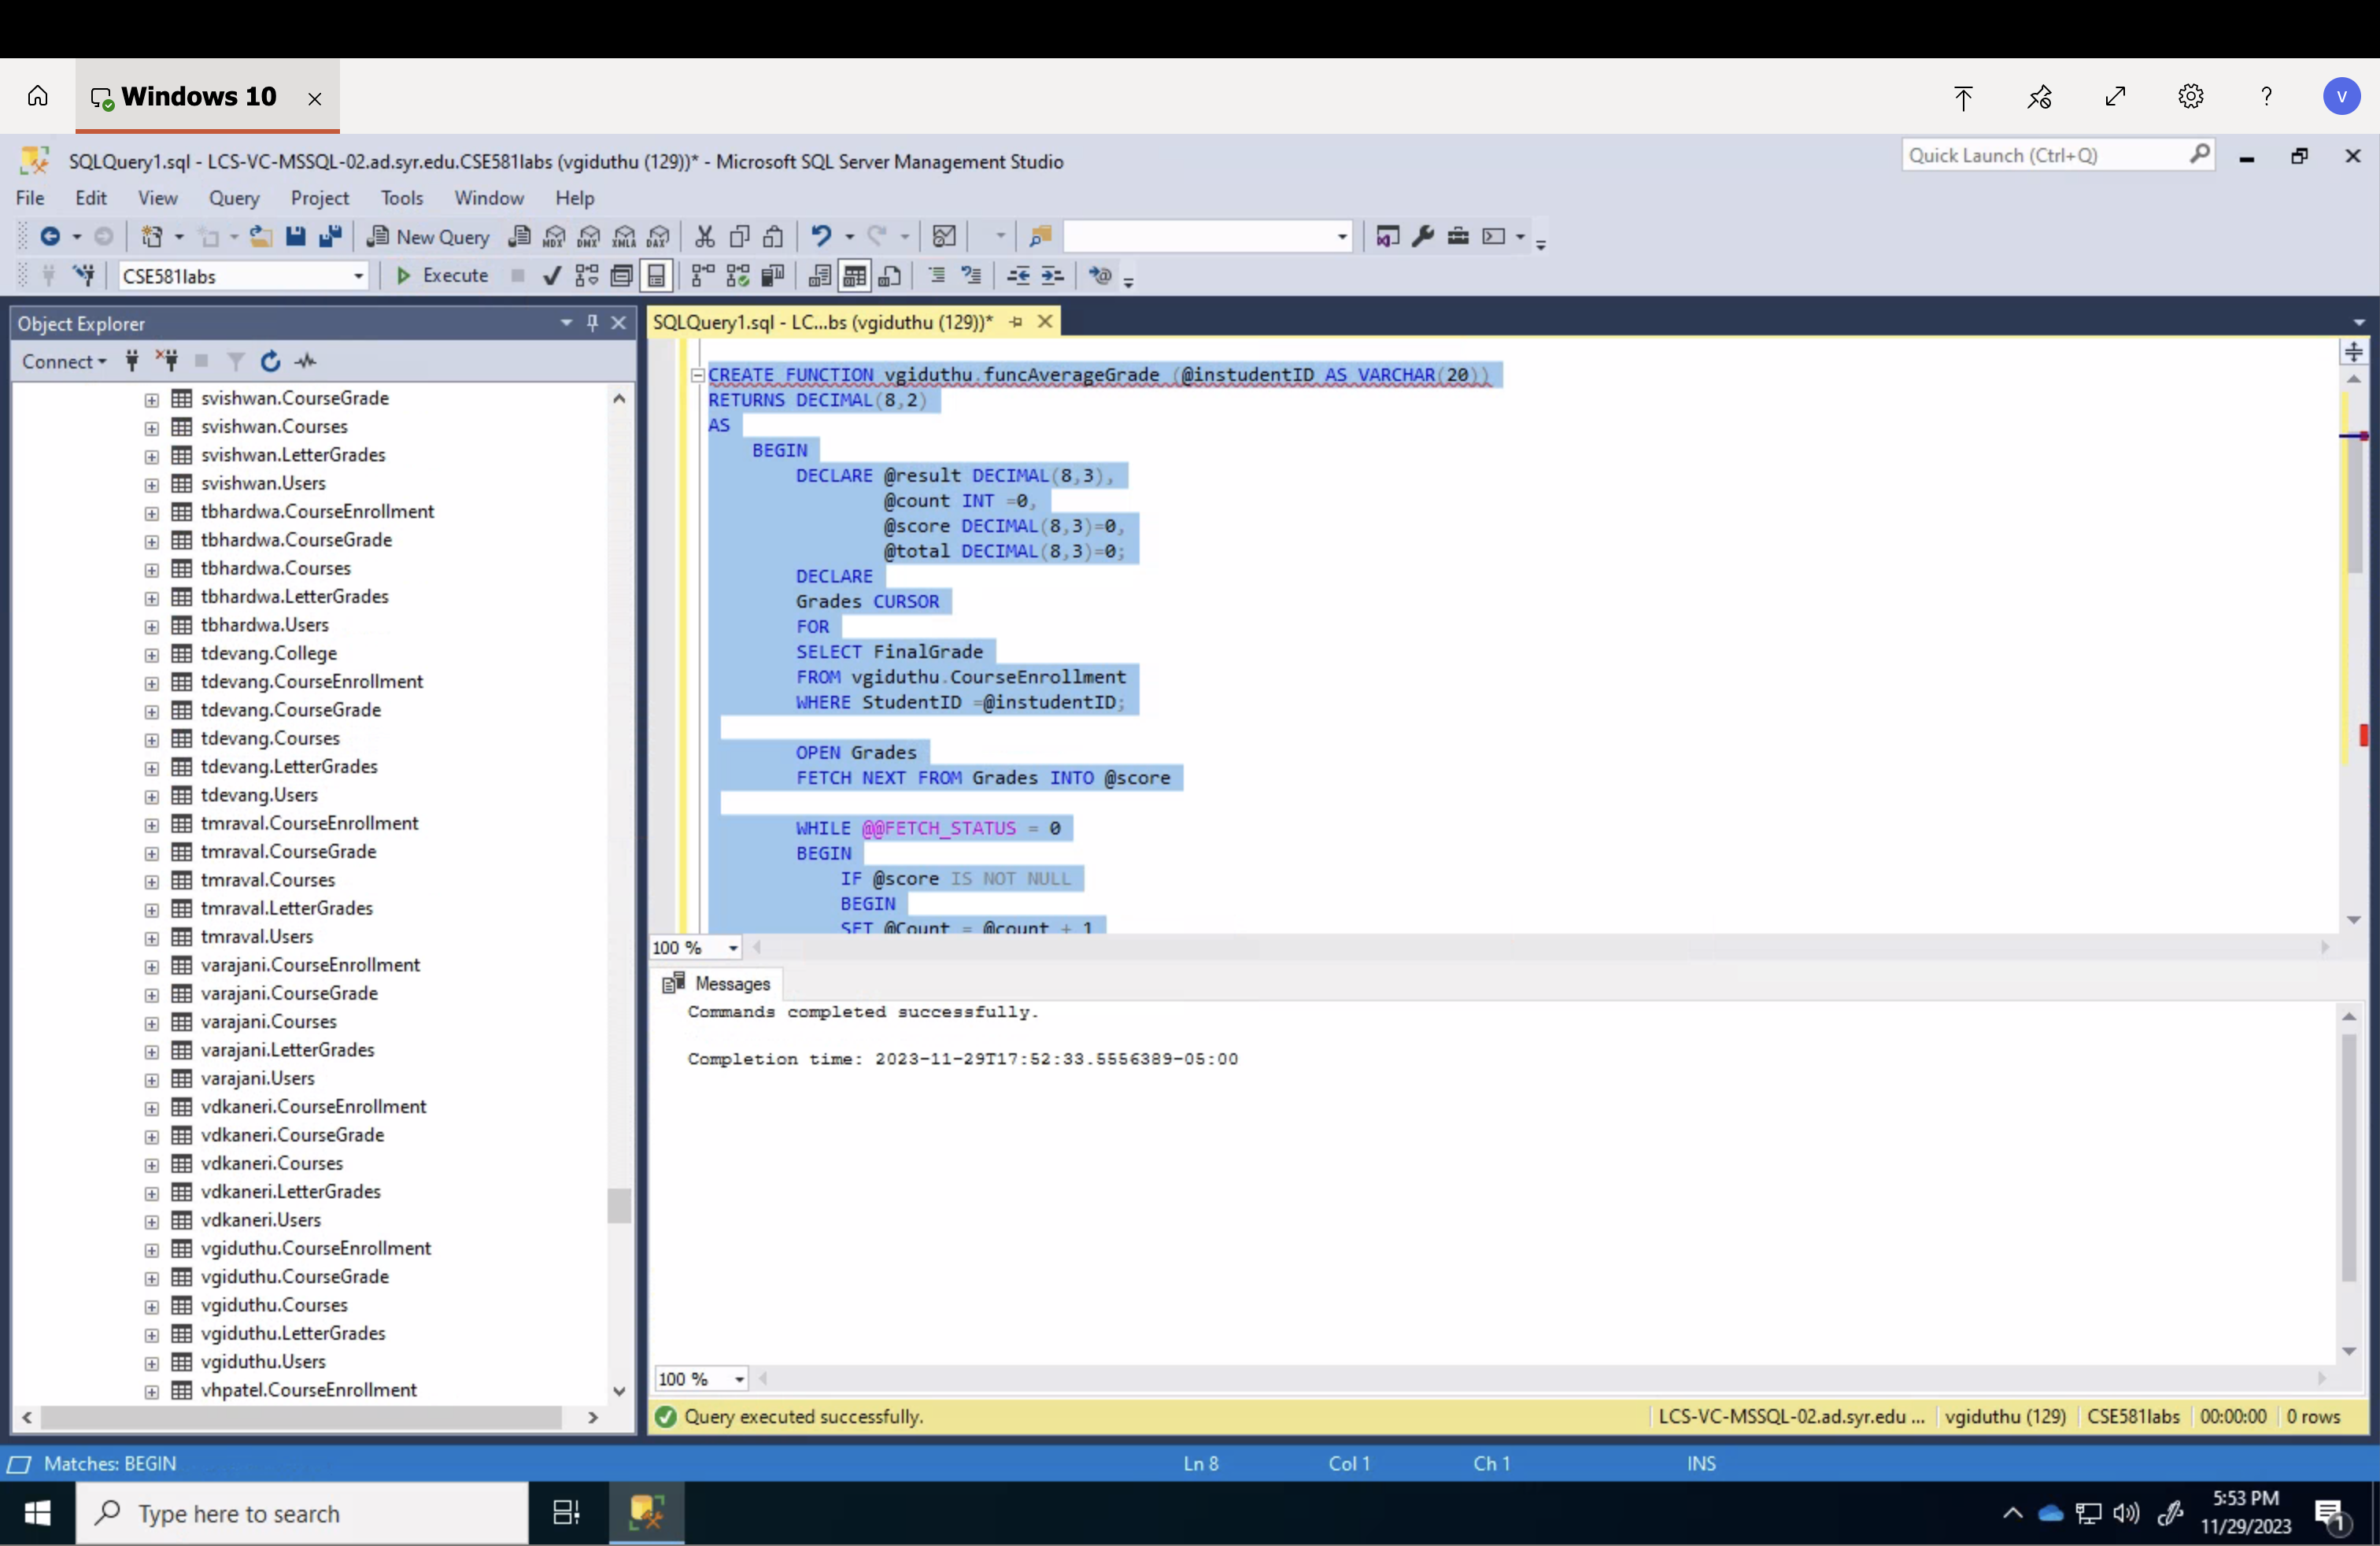 Windows 10
V
SQLQuery1.sql - LCS-VC-MSSQL-02.ad.syr.edu.CSE581labs (vgiduthu (129))* - Microsoft SQL Server Management Studio
Quick Launch (Ctrl+Q)
File Edit View Query Project Tools Window Help
New Query MDX DMX XMLA DAX
CSE581labs Execute
Object Explorer
Connect
svishwan.CourseGrade
svishwan.Courses
svishwan.LetterGrades
svishwan.Users
tbhardwa.CourseEnrollment
tbhardwa.CourseGrade
tbhardwa.Courses
tbhardwa.LetterGrades
tbhardwa.Users
tdevang.College
tdevang.CourseEnrollment
tdevang.CourseGrade
tdevang.Courses
tdevang.LetterGrades
tdevang.Users
tmraval.CourseEnrollment
tmraval.CourseGrade
tmraval.Courses
tmraval.LetterGrades
tmraval.Users
varajani.CourseEnrollment
varajani.CourseGrade
varajani.Courses
varajani.LetterGrades
varajani.Users
vdkaneri.CourseEnrollment
vdkaneri.CourseGrade
vdkaneri.Courses
vdkaneri.LetterGrades
vdkaneri.Users
vgiduthu.CourseEnrollment
vgiduthu.CourseGrade
vgiduthu.Courses
vgiduthu.LetterGrades
vgiduthu.Users
vhpatel.CourseEnrollment
SQLQuery1.sql - LC...bs (vgiduthu (129))*
CREATE FUNCTION vgiduthu.funcAverageGrade (@instudentID AS VARCHAR(20))
RETURNS DECIMAL(8,2)
AS
BEGIN
DECLARE @result DECIMAL(8,3),
@count INT =0,
@score DECIMAL(8,3)=0,
@total DECIMAL(8,3)=0;
DECLARE
Grades CURSOR
FOR
SELECT FinalGrade
FROM vgiduthu.CourseEnrollment
WHERE StudentID =@instudentID;
OPEN Grades
FETCH NEXT FROM Grades INTO @score
WHILE @@FETCH_STATUS = 0
BEGIN
IF @score IS NOT NULL
BEGIN
SET @Count = @count + 1
100 %
Messages
Commands completed successfully.
Completion time: 2023-11-29T17:52:33.5556389-05:00
100 %
Query executed successfully. LCS-VC-MSSQL-02.ad.syr.edu ... vgiduthu (129) CSE581labs 00:00:00 0 rows
Matches: BEGIN Ln 8 Col 1 Ch 1 INS
Type here to search
5:53 PM
11/29/2023
1